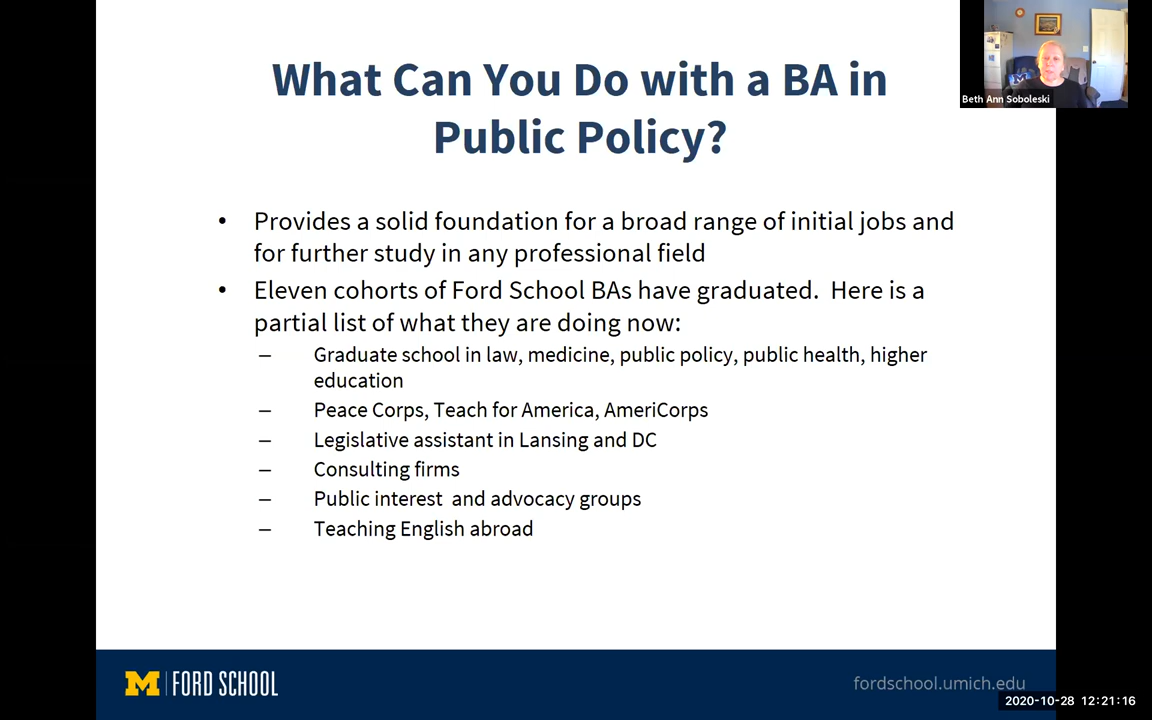 What Can You Do with a BA in
Public Policy?
Beth Ann Soboleski
• Provides a solid foundation for a broad range of initial jobs and
for further study in any professional field
• Eleven cohorts of Ford School BAs have graduated.  Here is a
partial list of what they are doing now:
– Graduate school in law, medicine, public policy, public health, higher
education
– Peace Corps, Teach for America, AmeriCorps
– Legislative assistant in Lansing and DC
– Consulting firms
– Public interest  and advocacy groups
– Teaching English abroad
M | FORD SCHOOL
fordschool.umich.edu
2020-10-28 12:21:16